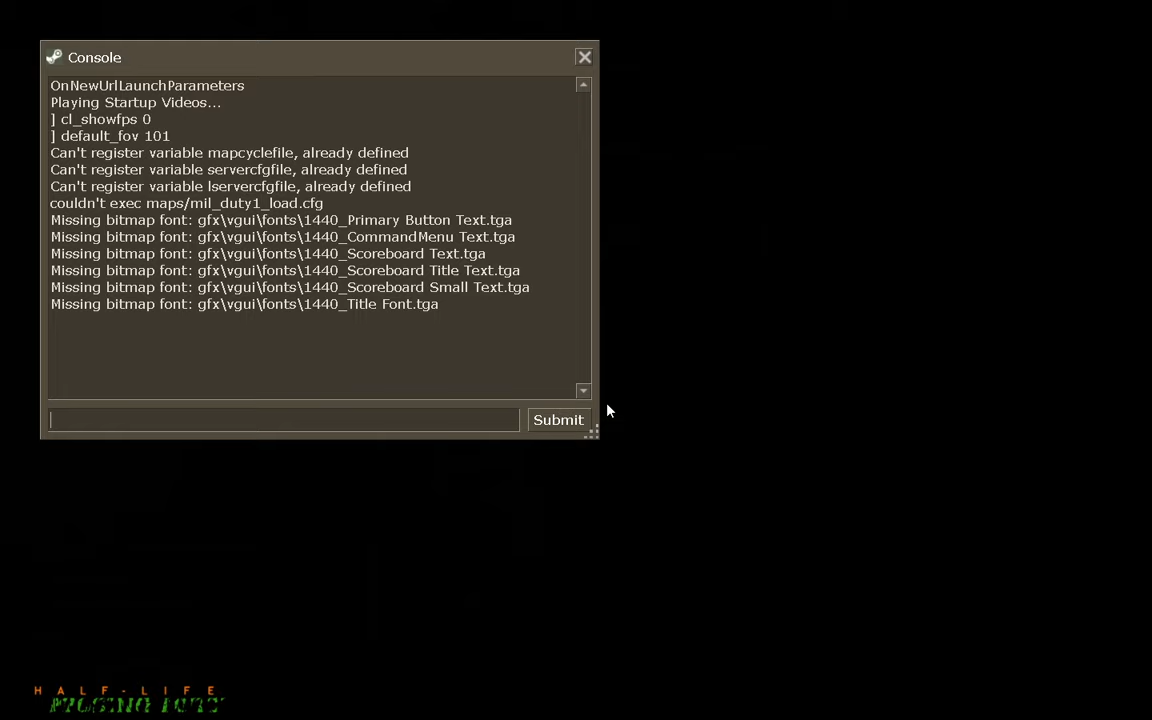 Console
OnNewUrlLaunchParameters
Playing Startup Videos...
] cl_showfps 0
] default_fov 101
Can't register variable mapcyclefile, already defined
Can't register variable servercfgfile, already defined
Can't register variable lservercfgfile, already defined
couldn't exec maps/mil_duty1_load.cfg
Missing bitmap font: gfx\vgui\fonts\1440_Primary Button Text.tga
Missing bitmap font: gfx\vgui\fonts\1440_CommandMenu Text.tga
Missing bitmap font: gfx\vgui\fonts\1440_Scoreboard Text.tga
Missing bitmap font: gfx\vgui\fonts\1440_Scoreboard Title Text.tga
Missing bitmap font: gfx\vgui\fonts\1440_Scoreboard Small Text.tga
Missing bitmap font: gfx\vgui\fonts\1440_Title Font.tga
Submit
HALF-LIFE